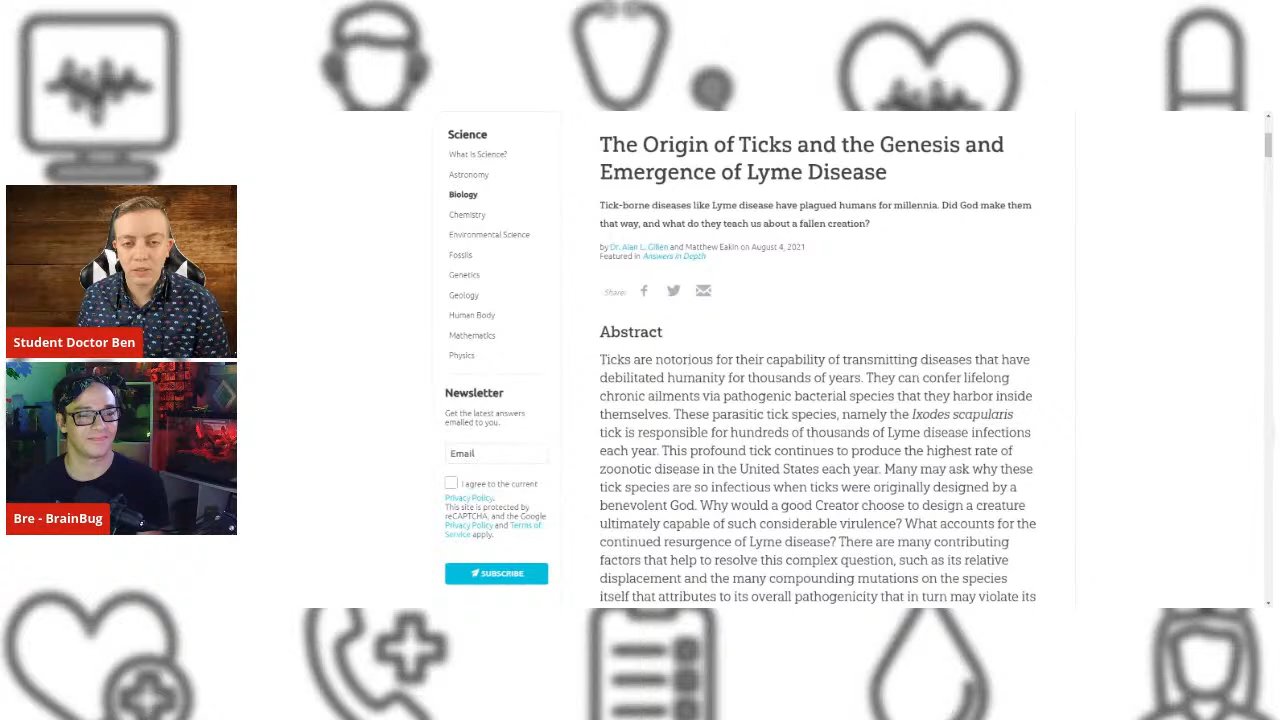 Student Doctor Ben
Bre - BrainBug
Science
What Is Science?
Astronomy
Biology
Chemistry
Environmental Science
Fossils
Genetics
Geology
Human Body
Mathematics
Physics
Newsletter
Get the latest answers
emailed to you.
Email
I agree to the current
Privacy Policy.
This site is protected by
reCAPTCHA, and the Google
Privacy Policy and Terms of
Service apply.
SUBSCRIBE
The Origin of Ticks and the Genesis and
Emergence of Lyme Disease
Tick-borne diseases like Lyme disease have plagued humans for millennia. Did God make them
that way, and what do they teach us about a fallen creation?
by Dr. Alan L. Gillen and Matthew Eakin on August 4, 2021
Featured in Answers in Depth
Share:
Abstract
Ticks are notorious for their capability of transmitting diseases that have
debilitated humanity for thousands of years. They can confer lifelong
chronic ailments via pathogenic bacterial species that they harbor inside
themselves. These parasitic tick species, namely the Ixodes scapularis
tick is responsible for hundreds of thousands of Lyme disease infections
each year. This profound tick continues to produce the highest rate of
zoonotic disease in the United States each year. Many may ask why these
tick species are so infectious when ticks were originally designed by a
benevolent God. Why would a good Creator choose to design a creature
ultimately capable of such considerable virulence? What accounts for the
continued resurgence of Lyme disease? There are many contributing
factors that help to resolve this complex question, such as its relative
displacement and the many compounding mutations on the species
itself that attributes to its overall pathogenicity that in turn may violate its